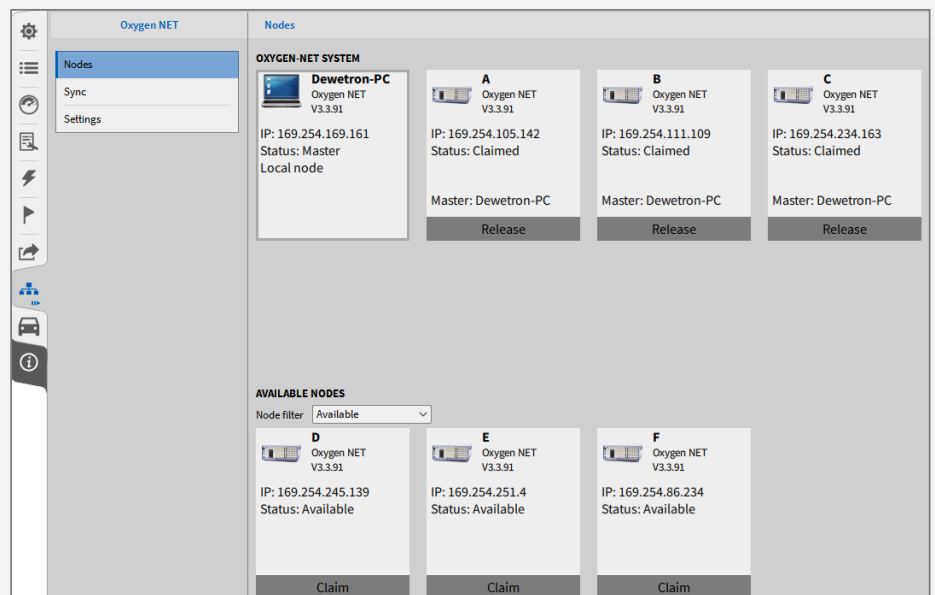 Oxygen NET
Nodes
Nodes
Sync
Settings
OXYGEN-NET SYSTEM
Dewetron-PC
Oxygen NET
V3.3.91
IP: 169.254.169.161
Status: Master
Local node
A
Oxygen NET
V3.3.91
IP: 169.254.105.142
Status: Claimed
Master: Dewetron-PC
Release
B
Oxygen NET
V3.3.91
IP: 169.254.111.109
Status: Claimed
Master: Dewetron-PC
Release
C
Oxygen NET
V3.3.91
IP: 169.254.234.163
Status: Claimed
Master: Dewetron-PC
Release
AVAILABLE NODES
Node filter Available
D
Oxygen NET
V3.3.91
IP: 169.254.245.139
Status: Available
Claim
E
Oxygen NET
V3.3.91
IP: 169.254.251.4
Status: Available
Claim
F
Oxygen NET
V3.3.91
IP: 169.254.86.234
Status: Available
Claim